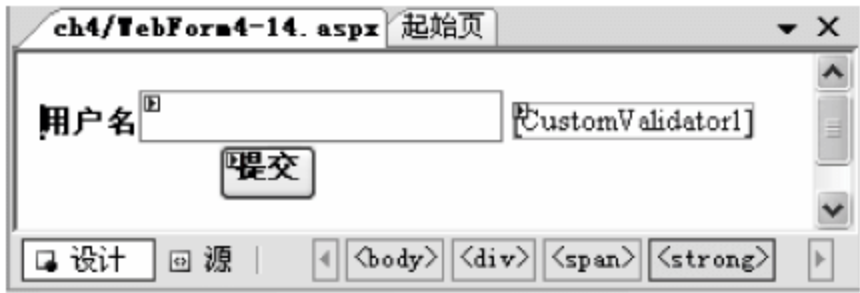 ch4/WebForm4-14.aspx 起始页
用户名 [CustomValidator1]
提交
设计 源 <body> <div> <span> <strong>